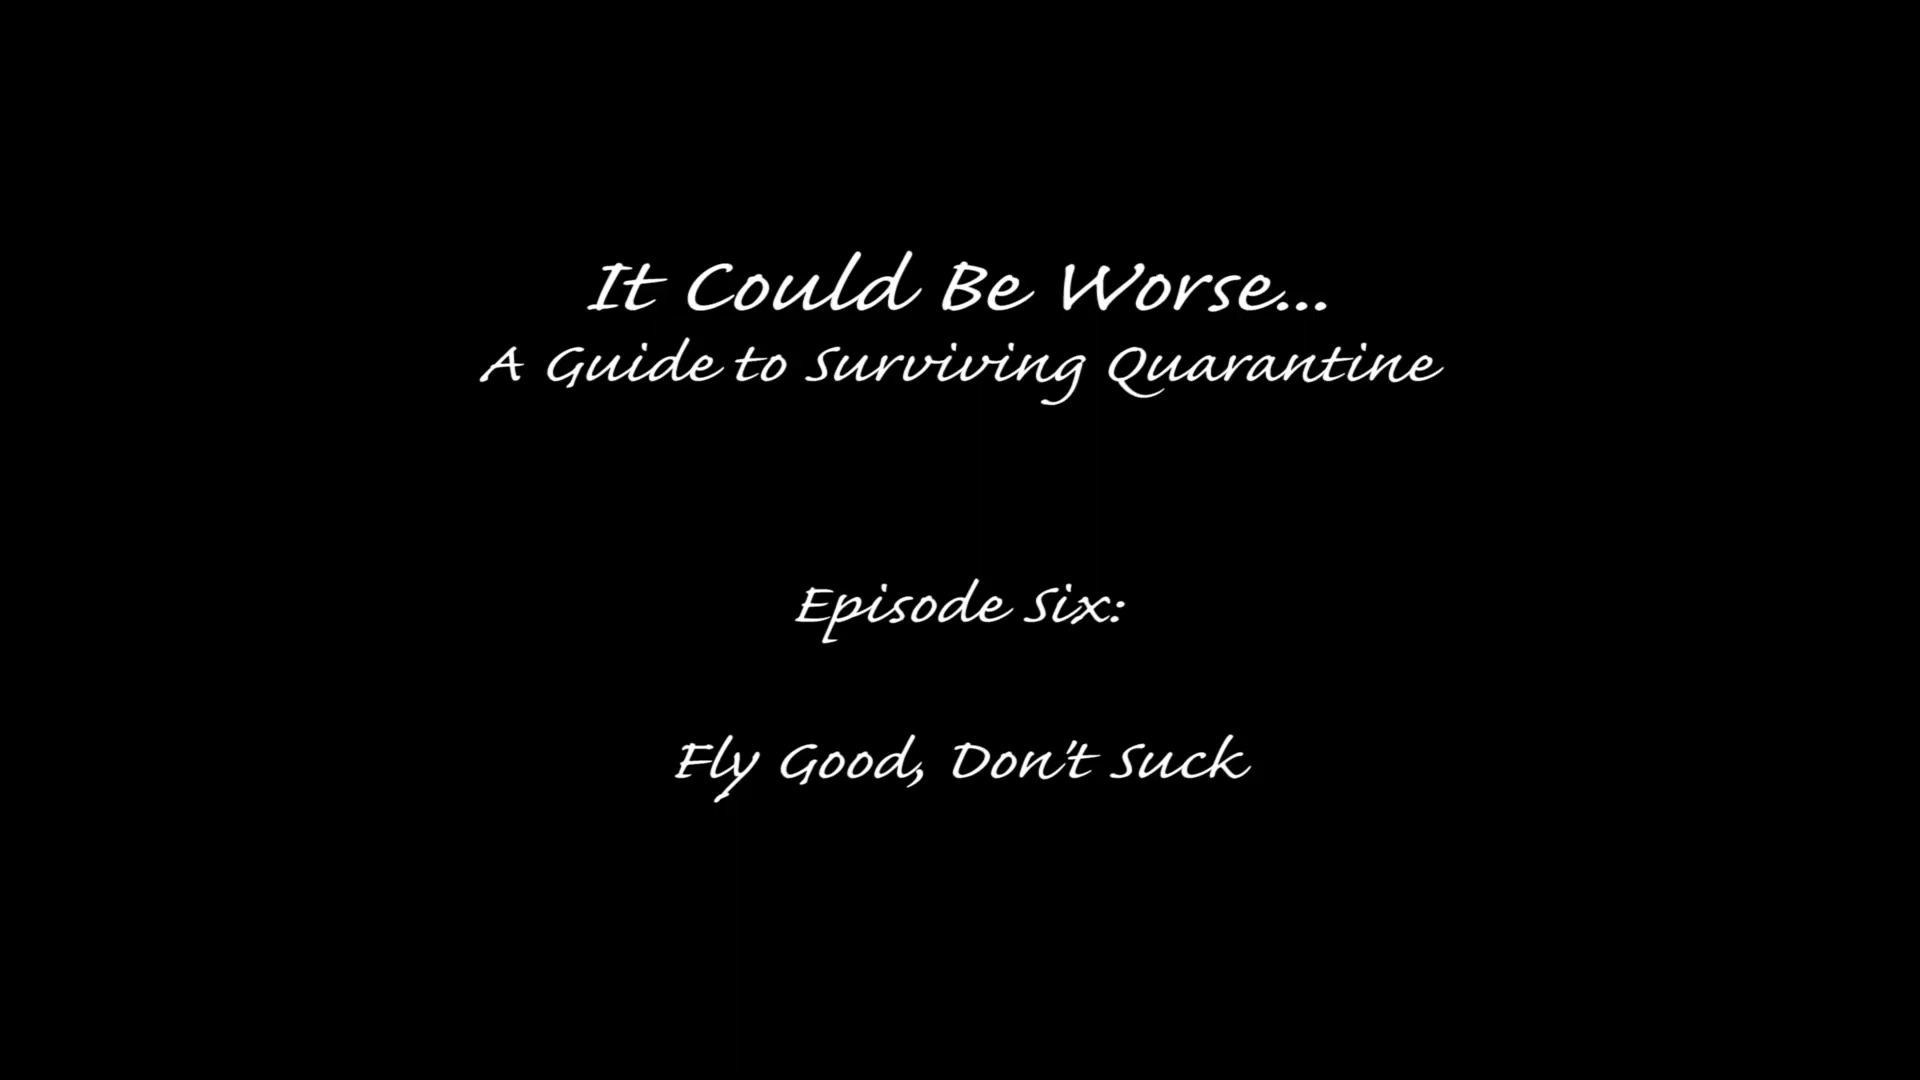 It Could Be Worse...
A Guide to Surviving Quarantine
Episode Six:
Fly Good, Don't Suck